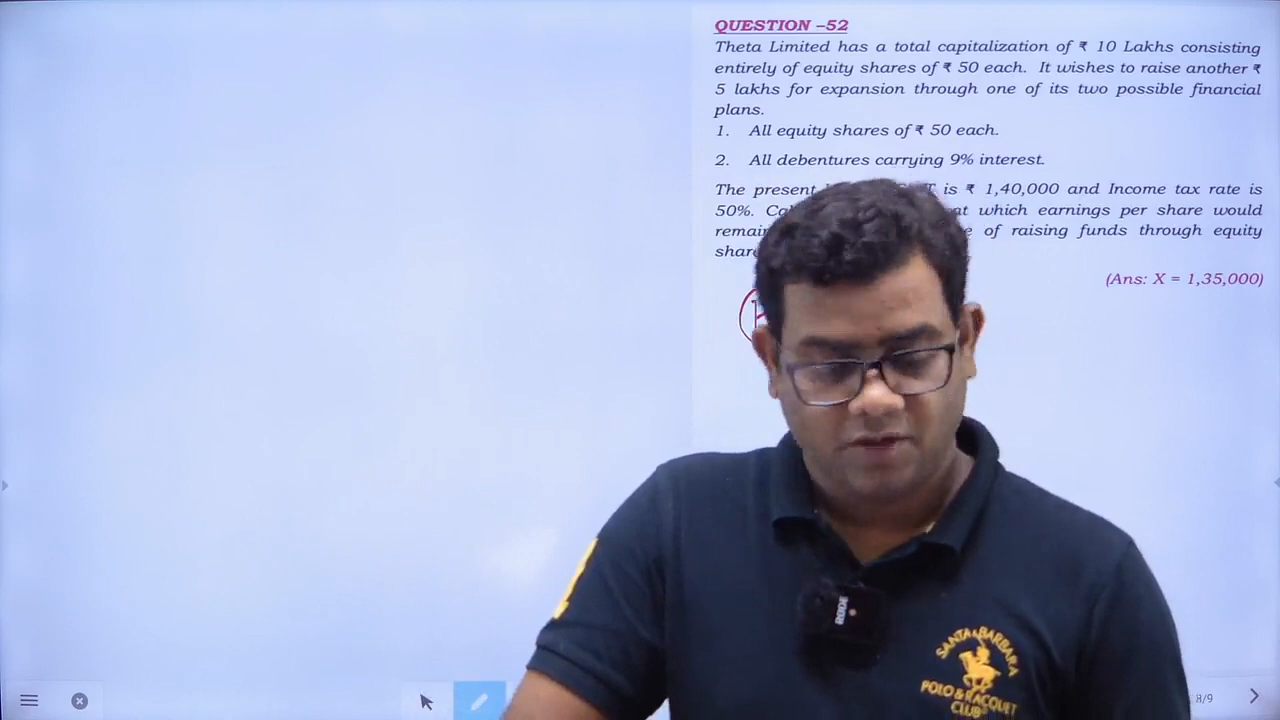 QUESTION –52
Theta Limited has a total capitalization of ₹ 10 Lakhs consisting
entirely of equity shares of ₹ 50 each. It wishes to raise another ₹
5 lakhs for expansion through one of its two possible financial
plans.
1. All equity shares of ₹ 50 each.
2. All debentures carrying 9% interest.
The present is ₹ 1,40,000 and Income tax rate is
50%. which earnings per share would
of raising funds through equity
(Ans: X = 1,35,000)
RODE
SANTA BARBARA
POLO & RACQUET
CLUB
8/9